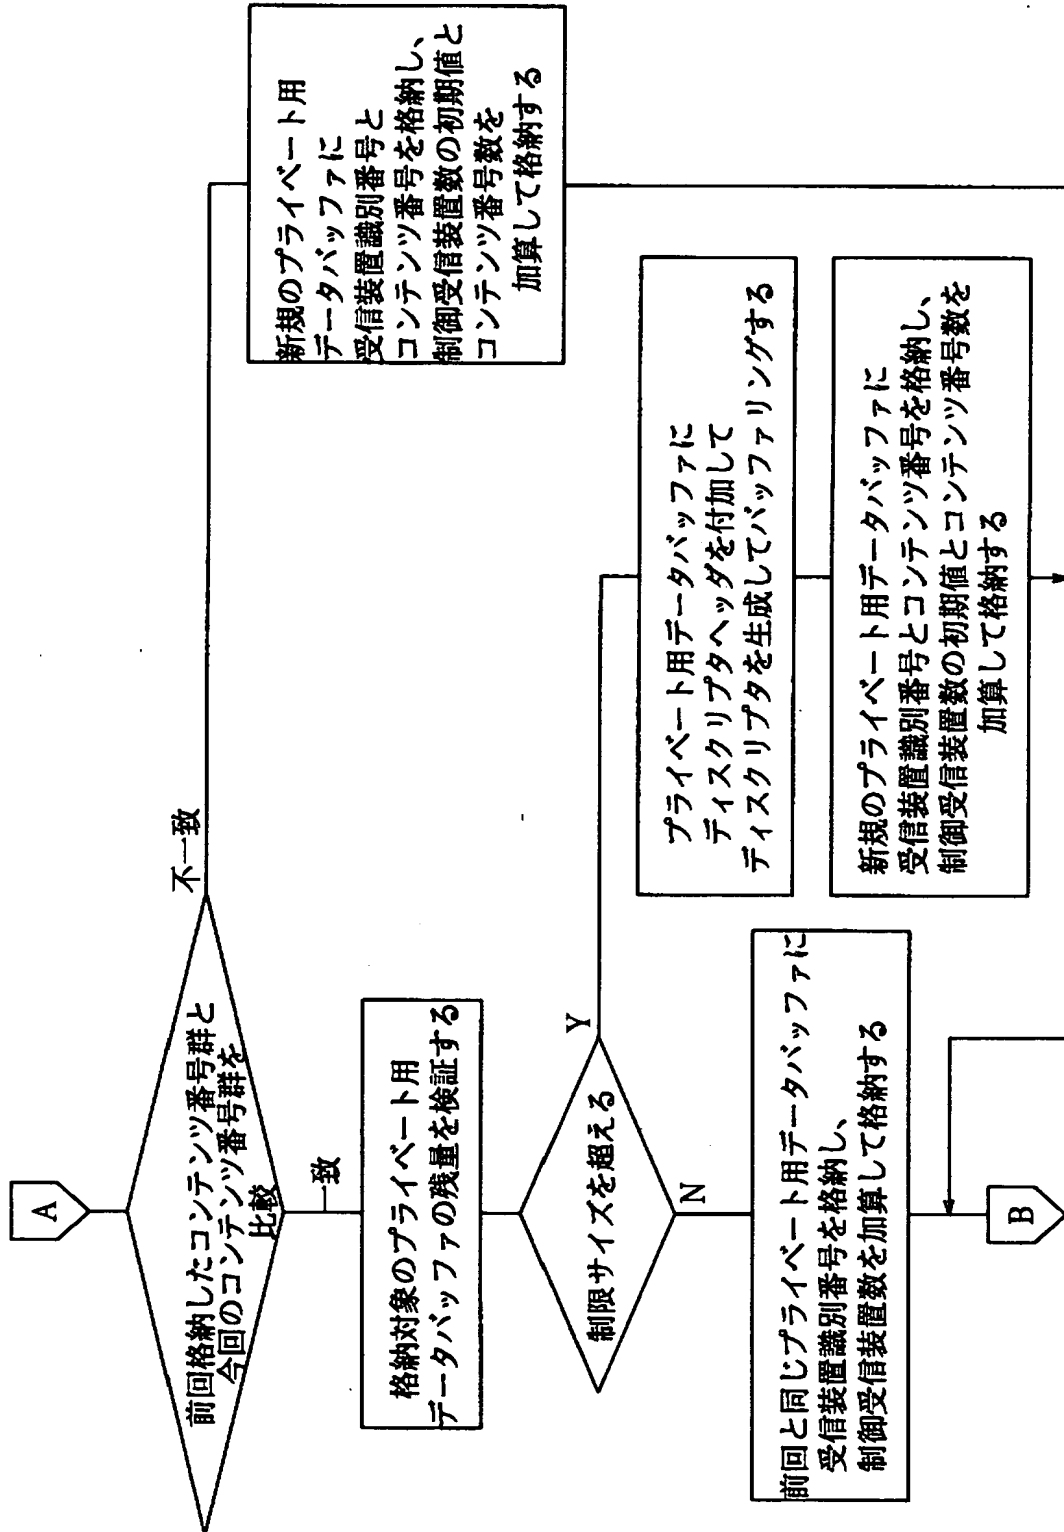 A
前回格納したコンテンツ番号群と
今回のコンテンツ番号群を
比較
不一致
一致
新規のプライベート用
データバッファに
受信装置識別番号と
コンテンツ番号を格納し、
制御受信装置数の初期値と
コンテンツ番号数を
加算して格納する
格納対象のプライベート用
データバッファの残量を検証する
制限サイズを超える
Y
N
プライベート用データバッファに
ディスクリプタヘッダを付加して
ディスクリプタを生成してバッファリングする
新規のプライベート用データバッファに
受信装置識別番号とコンテンツ番号を格納し、
制御受信装置数の初期値とコンテンツ番号数を
加算して格納する
前回と同じプライベート用データバッファに
受信装置識別番号を格納し、
制御受信装置数を加算して格納する
B